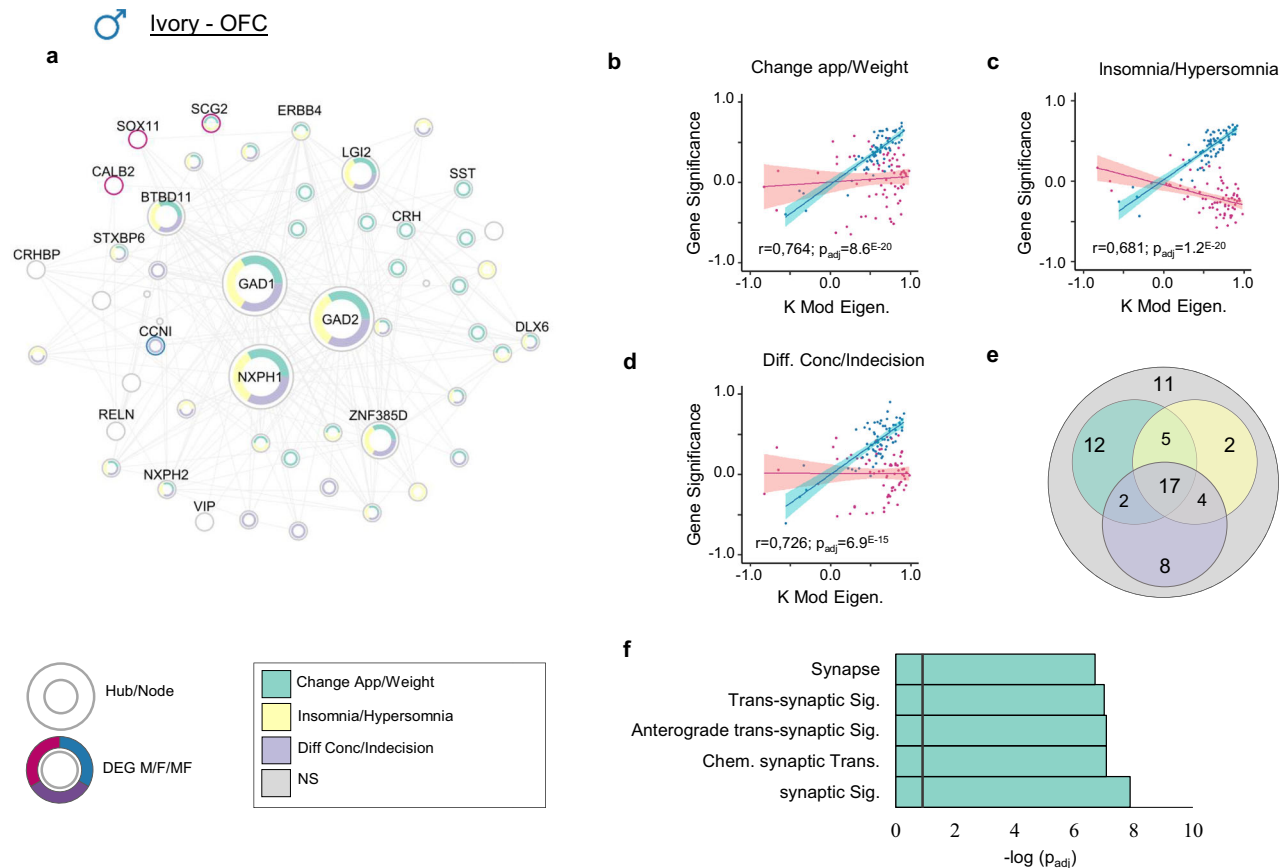 ♂ Ivory - OFC
a
SCG2
ERBB4
SOX11
LGI2
CALB2
SST
BTBD11
CRH
STXBP6
CRHBP
GAD1
GAD2
CCNI
DLX6
NXPH1
RELN
ZNF385D
NXPH2
VIP
b
Change app/Weight
1.0
0.0
-1.0
Gene Significance
r=0,764; padj=8.6E-20
-1.0 0.0 1.0
K Mod Eigen.
c
Insomnia/Hypersomnia
1.0
0.0
-1.0
Gene Significance
r=0,681; padj=1.2E-20
-1.0 0.0 1.0
K Mod Eigen.
d
Diff. Conc/Indecision
1.0
0.0
-1.0
Gene Significance
r=0,726; padj=6.9E-15
-1.0 0.0 1.0
K Mod Eigen.
e
11
12 5 2
2 17 4
8
Hub/Node
DEG M/F/MF
Change App/Weight
Insomnia/Hypersomnia
Diff Conc/Indecision
NS
f
Synapse
Trans-synaptic Sig.
Anterograde trans-synaptic Sig.
Chem. synaptic Trans.
synaptic Sig.
0 2 4 6 8 10
-log (padj)